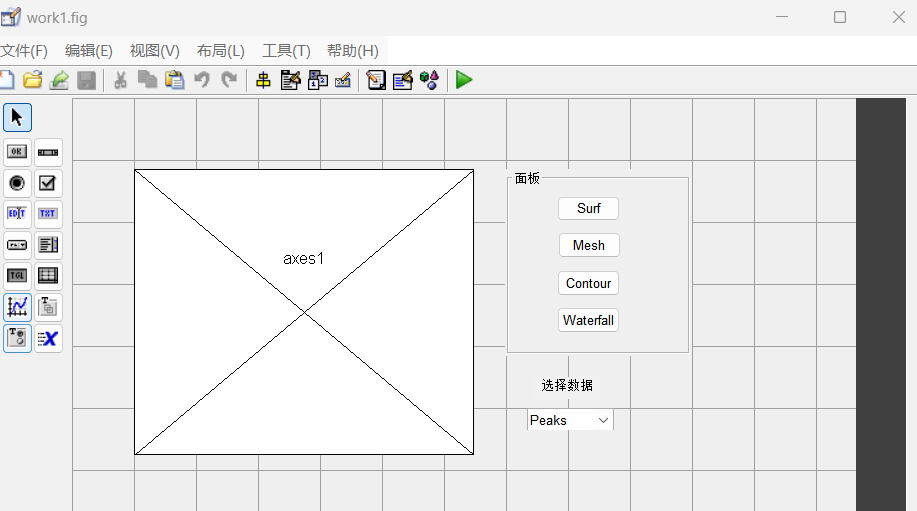 work1.fig
文件(F) 编辑(E) 视图(V) 布局(L) 工具(T) 帮助(H)
OK
EDIT TXT
TGL
T
T
X
axes1
面板
Surf
Mesh
Contour
Waterfall
选择数据
Peaks